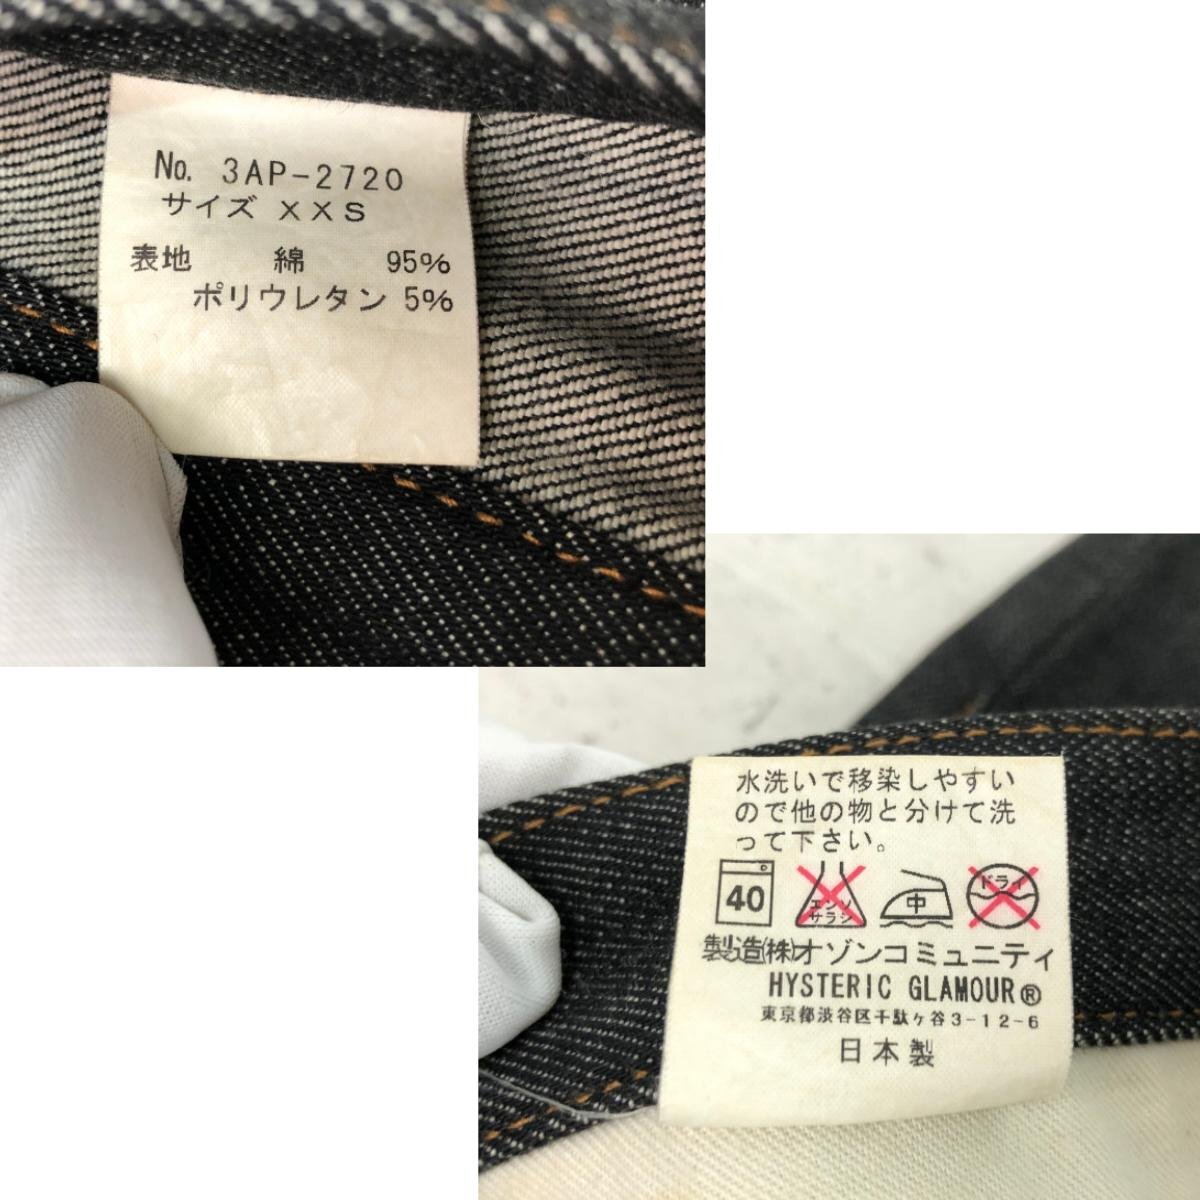 No. 3AP-2720
サイズ XXS
表地 綿 95%
ポリウレタン 5%
水洗いで移染しやすい
ので他の物と分けて洗
って下さい。
40 エンソ サラシ 中 ドライ
製造(株)オゾンコミュニティ
HYSTERIC GLAMOUR®
東京都渋谷区千駄ヶ谷3-12-6
日本製